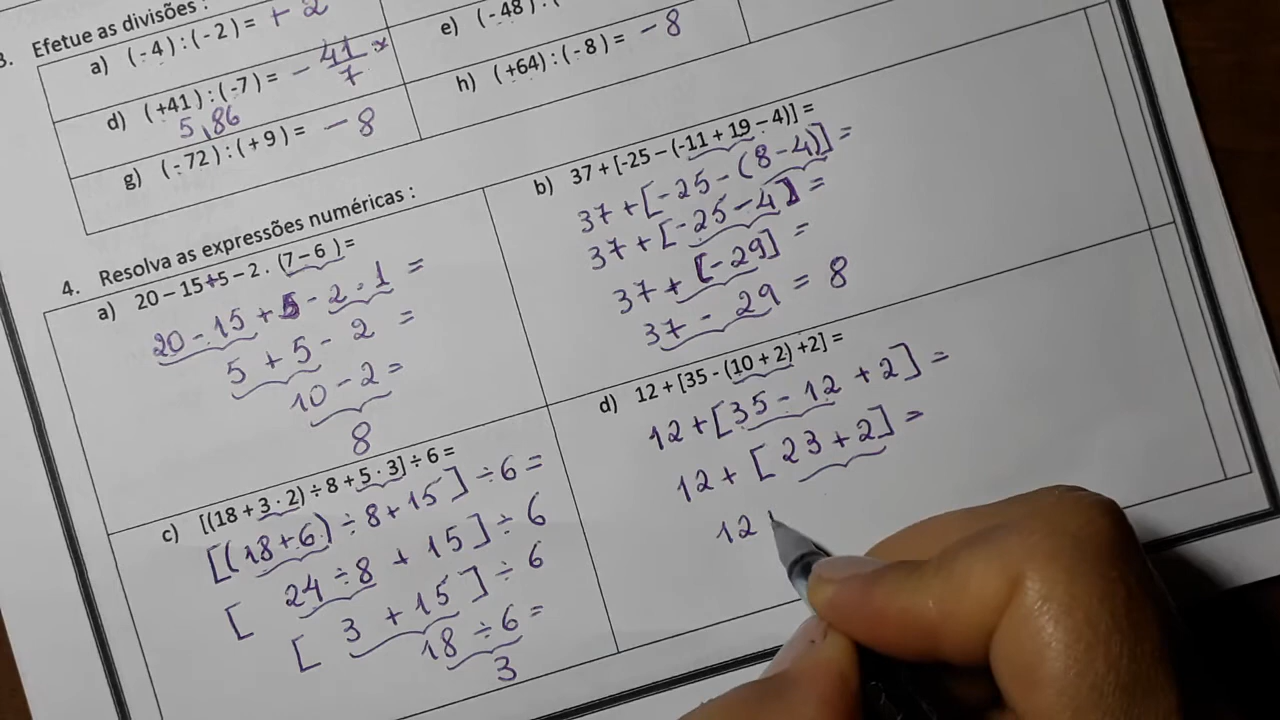 3. Efetue as divisões :
a) (-4) : (-2) = + 2
d) (+41) : (-7) = - 41/7 *
5,86
g) (-72) : (+9) = - 8
e) (-48) :
h) (+64) : (-8) = - 8
4. Resolva as expressões numéricas :
a) 20 – 15+5 – 2 . (7 – 6 ) =
20 - 15 + 5 - 2 . 1 =
5 + 5 - 2 =
10 - 2 =
8
b) 37 + [-25 – (-11 + 19 – 4)] =
37 + [-25 - (8-4)] =
37 + [-25-4] =
37 + [-29] =
37 - 29 = 8
c) [(18 + 3 · 2) ÷ 8 + 5 · 3] ÷ 6 =
[(18+6) ÷ 8 + 15] ÷ 6 =
[ 24 ÷ 8 + 15] ÷ 6
[ 3 + 15] ÷ 6
18 ÷ 6 =
3
d) 12 + [35 - (10 + 2) +2] =
12 + [35 - 12 + 2] =
12 + [23 + 2] =
12